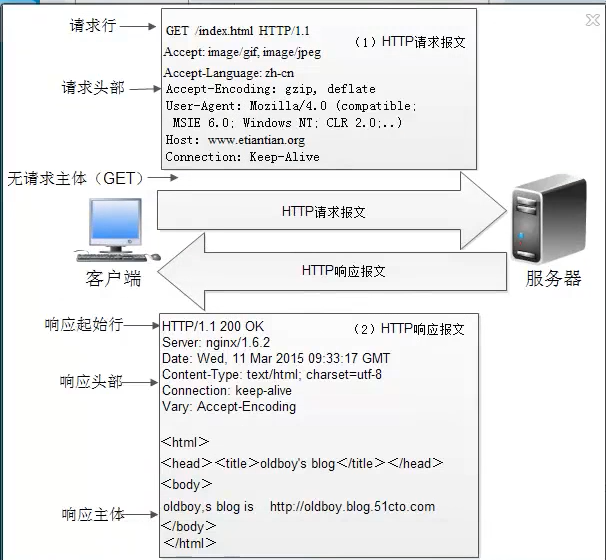 请求行
GET /index.html HTTP/1.1
（1）HTTP请求报文
Accept: image/gif, image/jpeg
Accept-Language: zh-cn
请求头部
Accept-Encoding: gzip, deflate
User-Agent: Mozilla/4.0 (compatible;
MSIE 6.0; Windows NT; CLR 2.0;..)
Host: www.etiantian.org
Connection: Keep-Alive
无请求主体（GET）
HTTP请求报文
HTTP响应报文
客户端
服务器
响应起始行
HTTP/1.1 200 OK
（2）HTTP响应报文
Server: nginx/1.6.2
Date: Wed, 11 Mar 2015 09:33:17 GMT
响应头部
Content-Type: text/html; charset=utf-8
Connection: keep-alive
Vary: Accept-Encoding
<html>
<head><title>oldboy's blog</title></head>
<body>
响应主体
oldboy,s blog is http://oldboy.blog.51cto.com
</body>
</html>